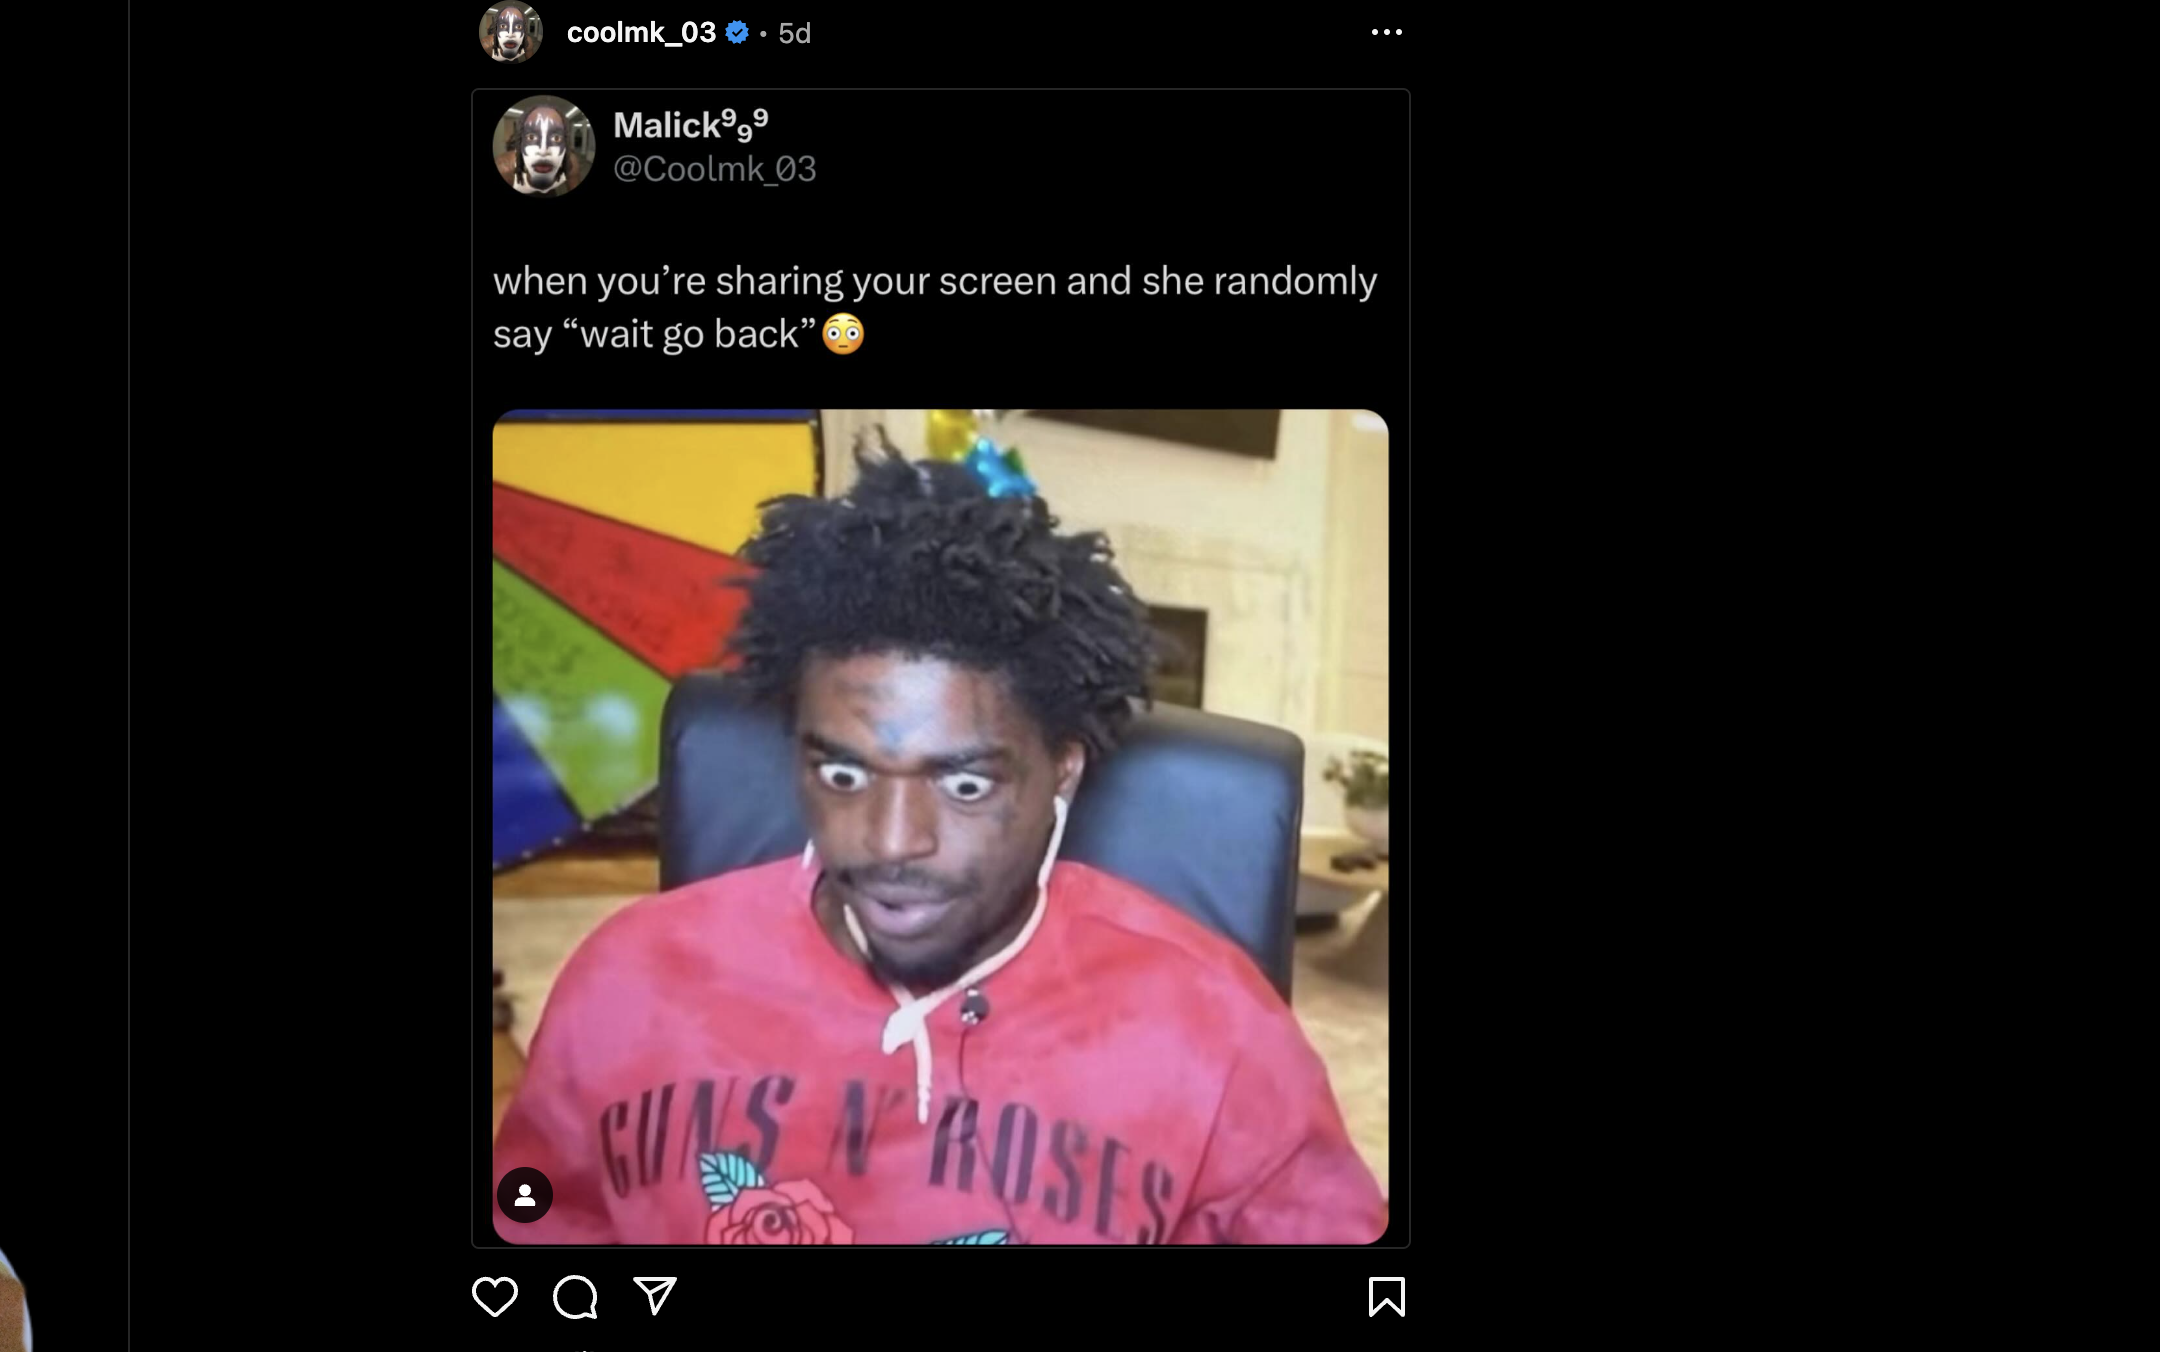 coolmk_03 • 5d
Malick⁹₉⁹
@Coolmk_03
when you’re sharing your screen and she randomly
say “wait go back”😳
GUNS N' ROSES